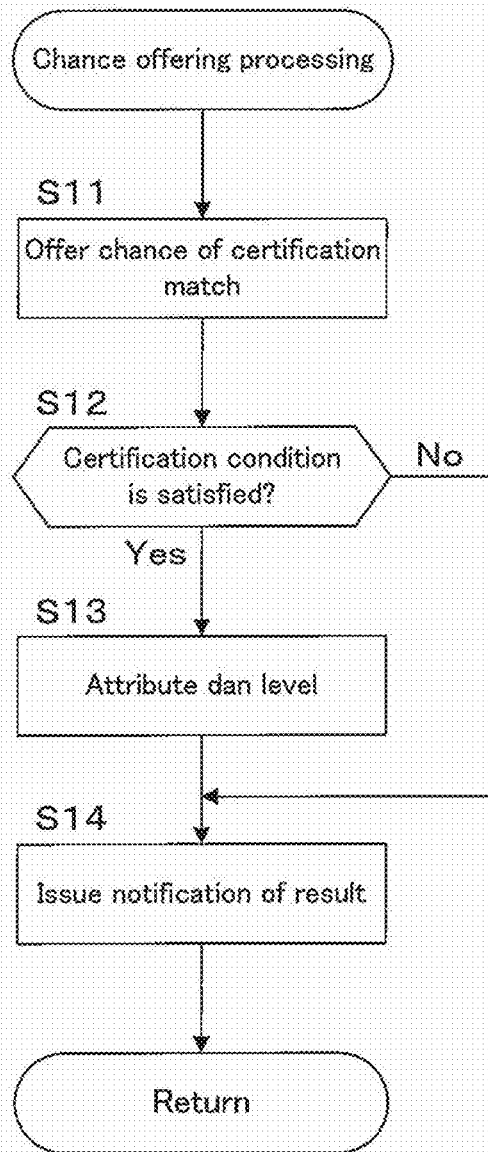 Chance offering processing
S11
Offer chance of certification
match
S12
Certification condition
is satisfied?
No
Yes
S13
Attribute dan level
S14
Issue notification of result
Return